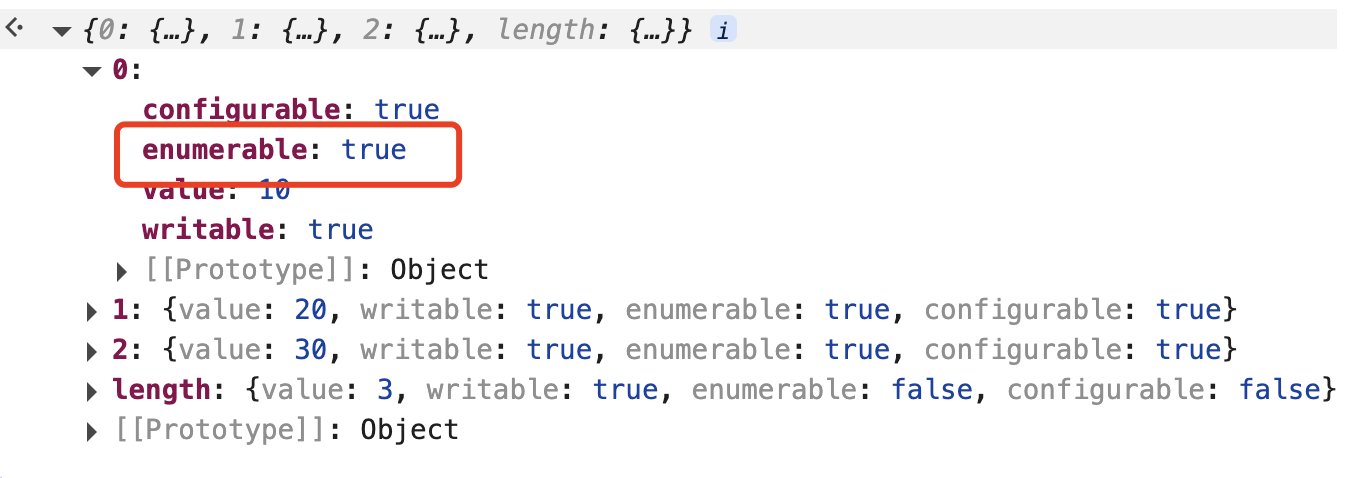 {0: {…}, 1: {…}, 2: {…}, length: {…}} i
0:
configurable: true
enumerable: true
value: 10
writable: true
[[Prototype]]: Object
1: {value: 20, writable: true, enumerable: true, configurable: true}
2: {value: 30, writable: true, enumerable: true, configurable: true}
length: {value: 3, writable: true, enumerable: false, configurable: false}
[[Prototype]]: Object